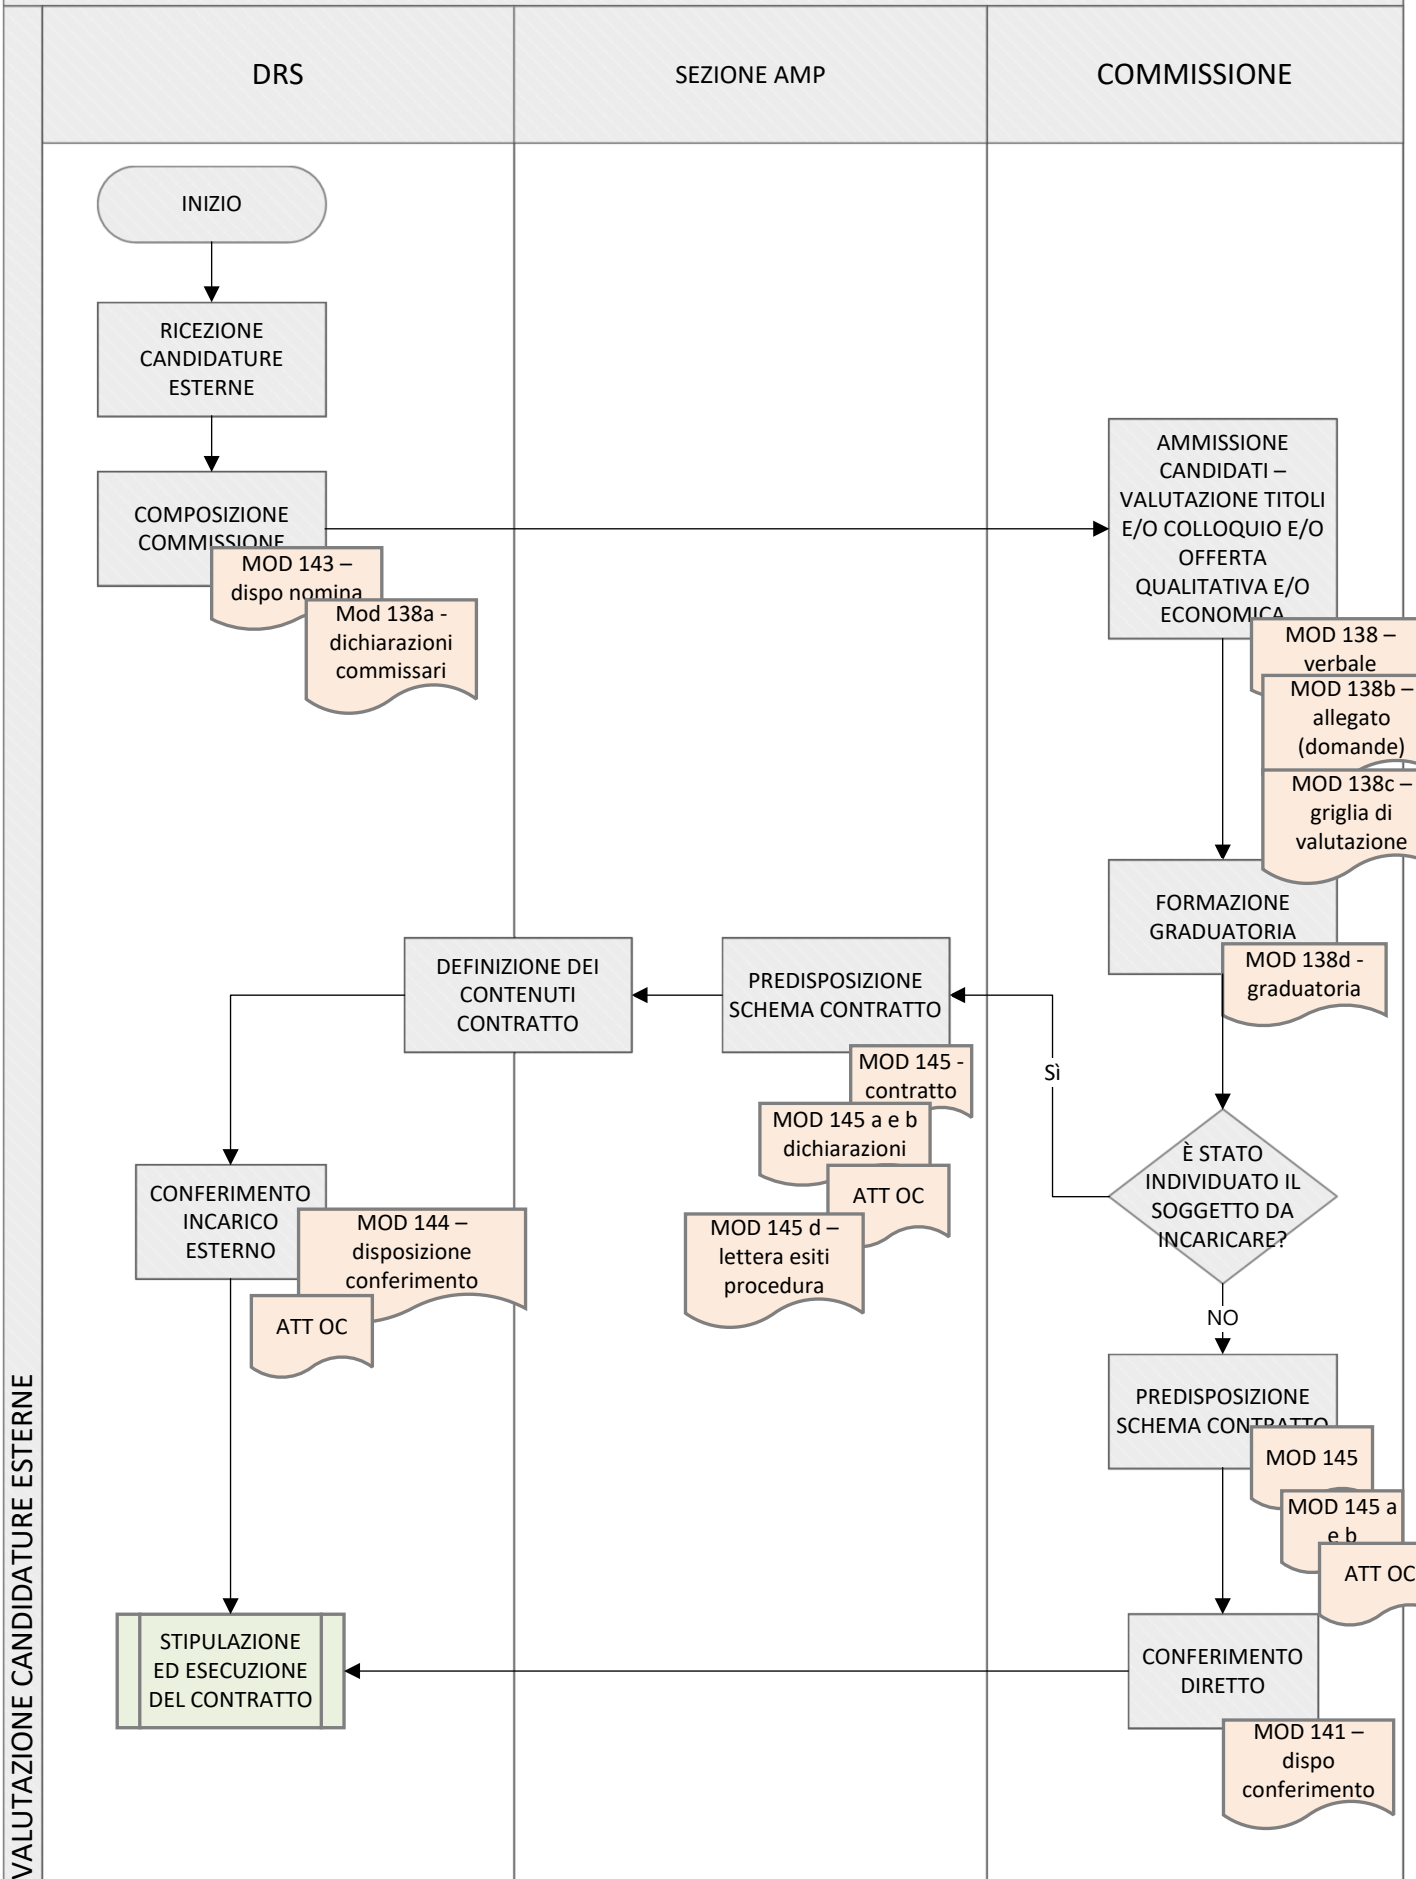 DRS
SEZIONE AMP
COMMISSIONE
VALUTAZIONE CANDIDATURE ESTERNE
INIZIO
RICEZIONE
CANDIDATURE
ESTERNE
COMPOSIZIONE
COMMISSIONE
MOD 143 –
dispo nomina
Mod 138a -
dichiarazioni
commissari
AMMISSIONE
CANDIDATI –
VALUTAZIONE TITOLI
E/O COLLOQUIO E/O
OFFERTA
QUALITATIVA E/O
ECONOMICA
MOD 138 –
verbale
MOD 138b –
allegato
(domande)
MOD 138c –
griglia di
valutazione
FORMAZIONE
GRADUATORIA
MOD 138d -
graduatoria
È STATO
INDIVIDUATO IL
SOGGETTO DA
INCARICARE?
Sì
PREDISPOSIZIONE
SCHEMA CONTRATTO
MOD 145 -
contratto
MOD 145 a e b
dichiarazioni
ATT OC
MOD 145 d –
lettera esiti
procedura
DEFINIZIONE DEI
CONTENUTI
CONTRATTO
CONFERIMENTO
INCARICO
ESTERNO
MOD 144 –
disposizione
conferimento
ATT OC
NO
PREDISPOSIZIONE
SCHEMA CONTRATTO
MOD 145
MOD 145 a
e b
ATT OC
CONFERIMENTO
DIRETTO
MOD 141 –
dispo
conferimento
STIPULAZIONE
ED ESECUZIONE
DEL CONTRATTO